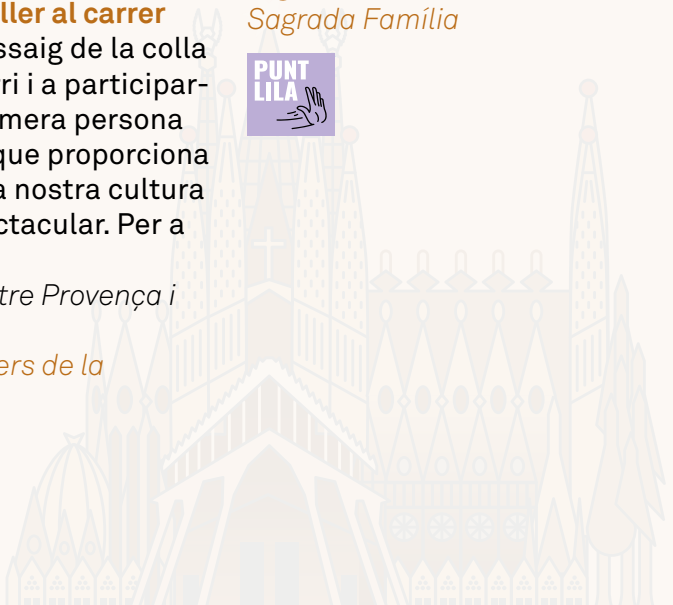 ller al carrer
ssaig de la colla
rri i a participar-
mera persona
que proporciona
a nostra cultura
ctacular. Per a
tre Provença i
ers de la
Sagrada Família
PUNT
LILA